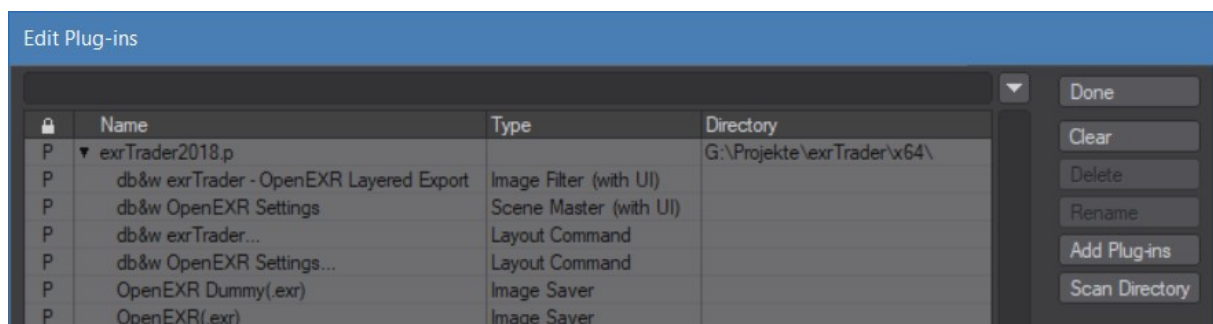 Edit Plug-ins
Done
Name Type Directory
Clear
P ▼ exrTrader2018.p G:\Projekte\exrTrader\x64\
P db&w exrTrader - OpenEXR Layered Export Image Filter (with UI)
Delete
P db&w OpenEXR Settings Scene Master (with UI)
Rename
P db&w exrTrader... Layout Command
Add Plug-ins
P db&w OpenEXR Settings... Layout Command
P OpenEXR Dummy(.exr) Image Saver
Scan Directory
P OpenEXR(.exr) Image Saver